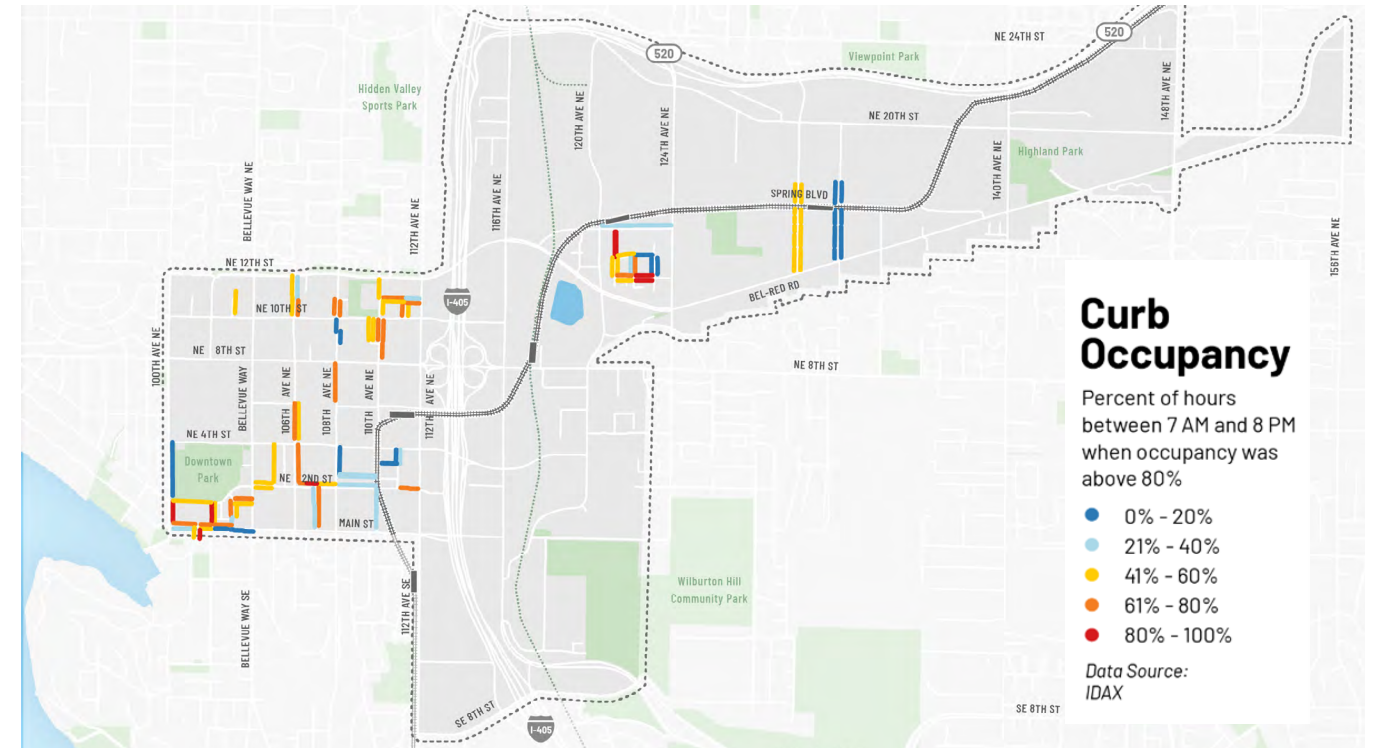 NE 24TH ST
520
520
Viewpoint Park
Hidden Valley
Sports Park
148TH AVE NE
120TH AVE NE
124TH AVE NE
NE 20TH ST
140TH AVE NE
Highland Park
BELLEVUE WAY NE
112TH AVE NE
116TH AVE NE
SPRING BLVD
156TH AVE NE
NE 12TH ST
I-405
BEL-RED RD
NE 10TH ST
100TH AVE NE
NE 8TH ST
NE 8TH ST
BELLEVUE WAY
106TH AVE NE
108TH AVE NE
110TH AVE NE
112TH AVE NE
NE 4TH ST
Downtown
Park
NE 2ND ST
MAIN ST
Wilburton Hill
Community Park
BELLEVUE WAY SE
112TH AVE SE
SE 8TH ST
I-405
SE 8TH ST
Curb
Occupancy
Percent of hours
between 7 AM and 8 PM
when occupancy was
above 80%
0% - 20%
21% - 40%
41% - 60%
61% - 80%
80% - 100%
Data Source:
IDAX